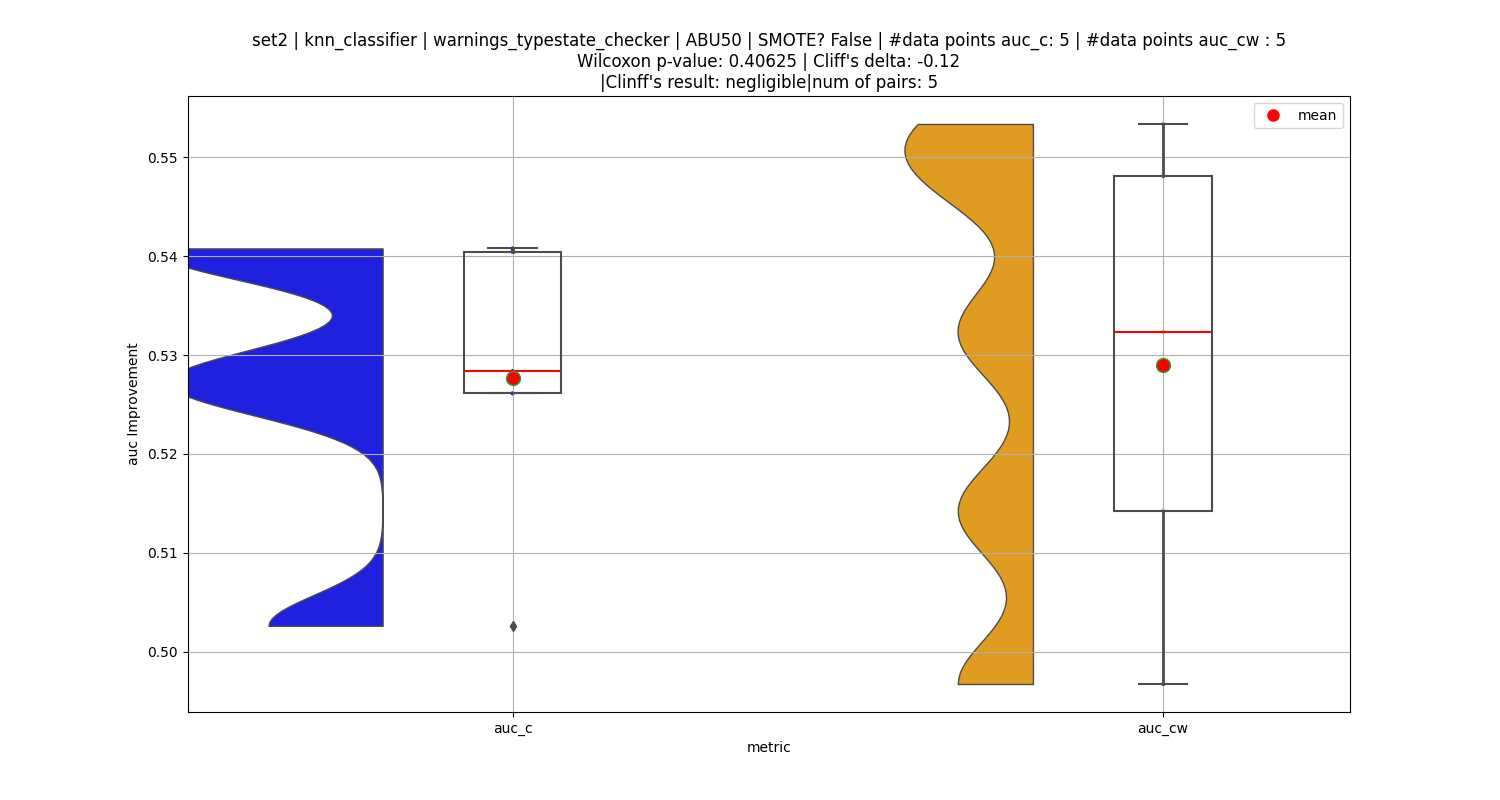 set2 | knn_classifier | warnings_typestate_checker | ABU50 | SMOTE? False | #data points auc_c: 5 | #data points auc_cw : 5
Wilcoxon p-value: 0.40625 | Cliff's delta: -0.12
|Clinff's result: negligible|num of pairs: 5
mean
0.55
0.54
0.53
0.52
0.51
0.50
auc Improvement
auc_c
auc_cw
metric